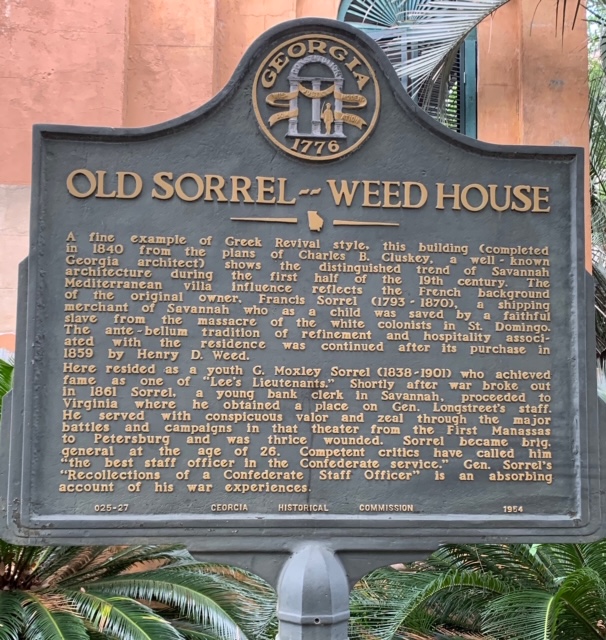 GEORGIA
1776
OLD SORREL--WEED HOUSE
A fine example of Greek Revival style, this building (completed
in 1840 from the plans of Charles B. Cluskey, a well-known
Georgia architect) shows the distinguished trend of Savannah
architecture during the first half of the 19th century. The
Mediterranean villa influence reflects the French background
of the original owner, Francis Sorrel (1793-1870), a shipping
merchant of Savannah who as a child was saved by a faithful
slave from the massacre of the white colonists in St. Domingo.
The ante-bellum tradition of refinement and hospitality associ-
ated with the residence was continued after its purchase in
1859 by Henry D. Weed.
Here resided as a youth G. Moxley Sorrel (1838-1901) who achieved
fame as one of "Lee's Lieutenants." Shortly after war broke out
in 1861 Sorrel, a young bank clerk in Savannah, proceeded to
Virginia where he obtained a place on Gen. Longstreet's staff.
He served with conspicuous valor and zeal through the major
battles and campaigns in that theater from the First Manassas
to Petersburg and was thrice wounded. Sorrel became brig.
general at the age of 26. Competent critics have called him
"the best staff officer in the Confederate service." Gen. Sorrel's
"Recollections of a Confederate Staff Officer" is an absorbing
account of his war experiences.
025-27 GEORGIA HISTORICAL COMMISSION 1954